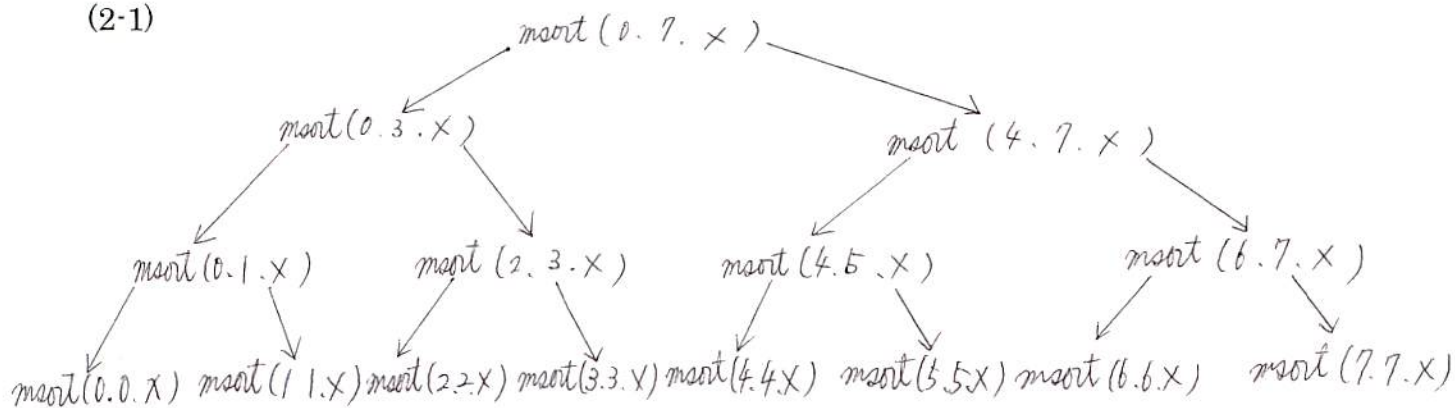 (2-1)
msort (0. 7. x)
msort (0. 3. x) msort (4. 7. x)
msort (0. 1. x) msort (2. 3. x) msort (4. 5. x) msort (6. 7. x)
msort (0. 0. x) msort (1 1. x) msort (2. 2. x) msort (3. 3. x) msort (4. 4. x) msort (5. 5. x) msort (6. 6. x) msort (7. 7. x)